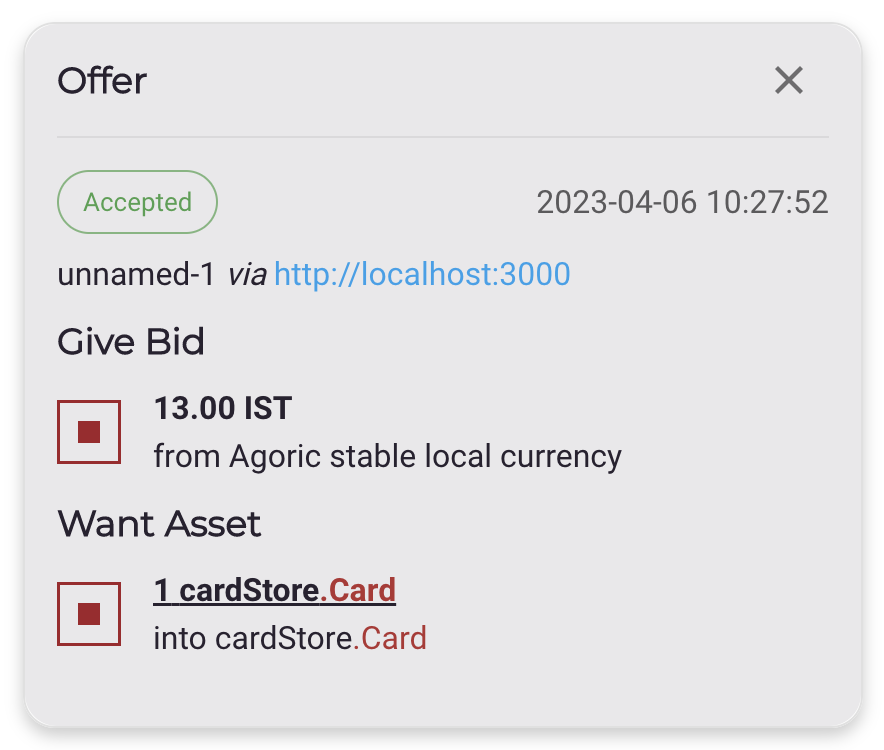 Offer
Accepted 2023-04-06 10:27:52
unnamed-1 via http://localhost:3000
Give Bid
13.00 IST
from Agoric stable local currency
Want Asset
1 cardStore.Card
into cardStore.Card